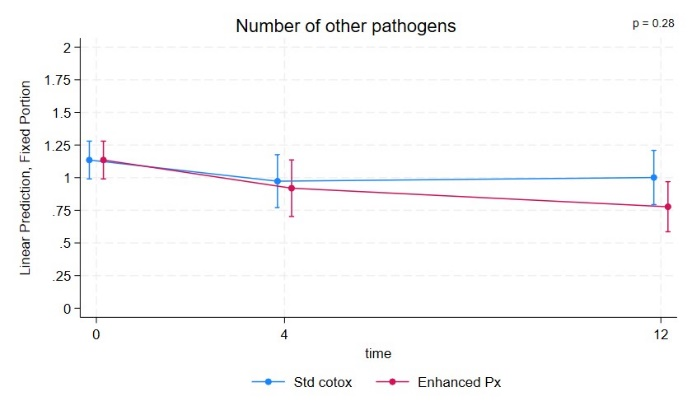 Number of other pathogens
p = 0.28
Linear Prediction, Fixed Portion
2
1.75
1.5
1.25
1
.75
.5
.25
0
0 4 12
time
Std cotox Enhanced Px